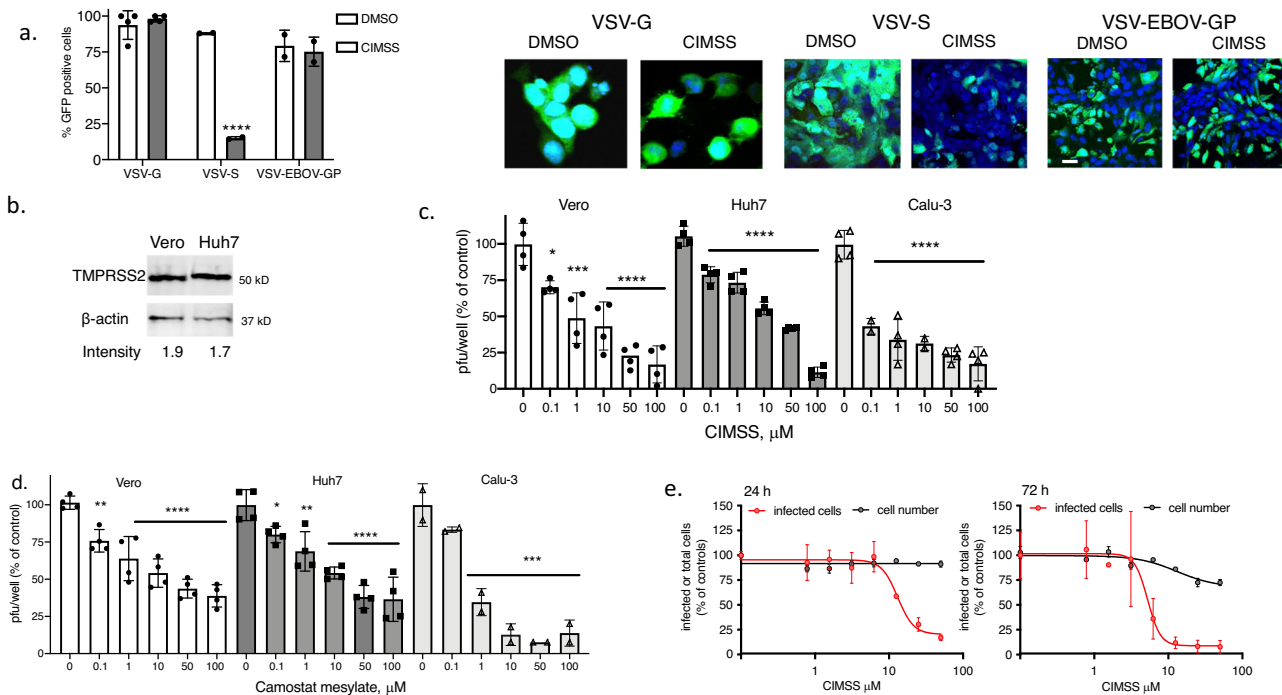 a.
% GFP positive cells
100
75
50
25
0
****
VSV-G
VSV-S
VSV-EBOV-GP
DMSO
CIMSS
VSV-G
VSV-S
VSV-EBOV-GP
DMSO
CIMSS
DMSO
CIMSS
DMSO
CIMSS
b.
Vero
Huh7
TMPRSS2
50 kD
β-actin
37 kD
Intensity
1.9
1.7
c.
Vero
Huh7
Calu-3
pfu/well (% of control)
100
75
50
25
0
*
***
****
****
****
0 0.1 1 10 50 100 0 0.1 1 10 50 100 0 0.1 1 10 50 100
CIMSS, µM
d.
Vero
Huh7
Calu-3
pfu/well (% of control)
100
75
50
25
0
**
****
*
**
****
***
0 0.1 1 10 50 100 0 0.1 1 10 50 100 0 0.1 1 10 50 100
Camostat mesylate, µM
e.
24 h
infected cells
cell number
infected or total cells
(% of controls)
150
125
100
75
50
25
0
1 10 100
CIMSS µM
72 h
infected cells
cell number
infected or total cells
(% of controls)
150
125
100
75
50
25
0
1 10 100
CIMSS µM